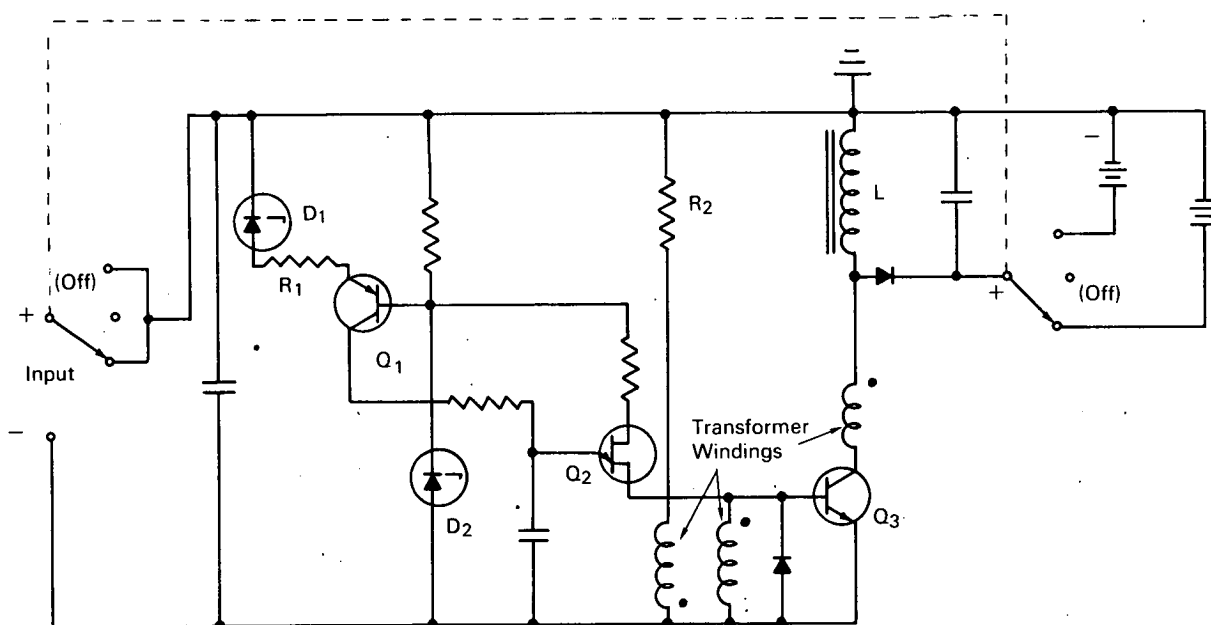 D1
R1
(Off)
+
Input
−
Q1
R2
L
−
(Off)
+
D2
Q2
Transformer
Windings
Q3